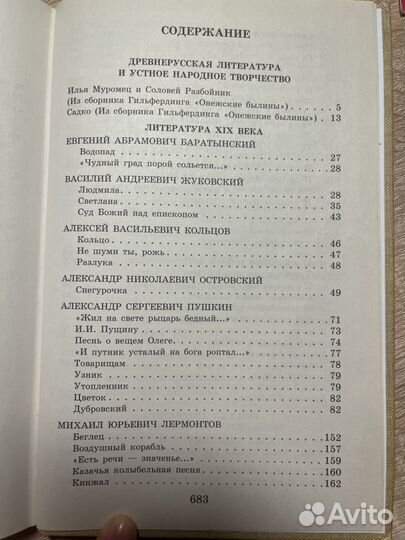 СОДЕРЖАНИЕ
ДРЕВНЕРУССКАЯ ЛИТЕРАТУРА
И УСТНОЕ НАРОДНОЕ ТВОРЧЕСТВО
Илья Муромец и Соловей Разбойник
(Из сборника Гильфердинга «Онежские былины») . . . . 5
Садко (Из сборника Гильфердинга «Онежские былины») . 13
ЛИТЕРАТУРА XIX ВЕКА
ЕВГЕНИЙ АБРАМОВИЧ БАРАТЫНСКИЙ
Водопад . . . . . . . . . . . . . . . . . . . . 27
«Чудный град порой сольется...» . . . . . . . . . . 28
ВАСИЛИЙ АНДРЕЕВИЧ ЖУКОВСКИЙ
Людмила . . . . . . . . . . . . . . . . . . . . 28
Светлана . . . . . . . . . . . . . . . . . . . . 35
Суд Божий над епископом . . . . . . . . . . . . . 43
АЛЕКСЕЙ ВАСИЛЬЕВИЧ КОЛЬЦОВ
Кольцо . . . . . . . . . . . . . . . . . . . . 46
Не шуми ты, рожь . . . . . . . . . . . . . . . . 47
Разлука . . . . . . . . . . . . . . . . . . . . 48
АЛЕКСАНДР НИКОЛАЕВИЧ ОСТРОВСКИЙ
Снегурочка . . . . . . . . . . . . . . . . . . . 49
АЛЕКСАНДР СЕРГЕЕВИЧ ПУШКИН
«Жил на свете рыцарь бедный...» . . . . . . . . . . 71
И.И. Пущину . . . . . . . . . . . . . . . . . . 73
Песнь о вещем Олеге . . . . . . . . . . . . . . . 74
«И путник усталый на бога роптал...» . . . . . . . . 77
Товарищам . . . . . . . . . . . . . . . . . . . 78
Узник . . . . . . . . . . . . . . . . . . . . . 79
Утопленник . . . . . . . . . . . . . . . . . . . 79
Цветок . . . . . . . . . . . . . . . . . . . . . 82
Дубровский . . . . . . . . . . . . . . . . . . . 82
МИХАИЛ ЮРЬЕВИЧ ЛЕРМОНТОВ
Беглец . . . . . . . . . . . . . . . . . . . . . 152
Воздушный корабль . . . . . . . . . . . . . . . . 157
«Есть речи — значенье...» . . . . . . . . . . . . . 159
Казачья колыбельная песня . . . . . . . . . . . . 160
Кинжал . . . . . . . . . . . . . . . . . . . . . 162
683
Avito